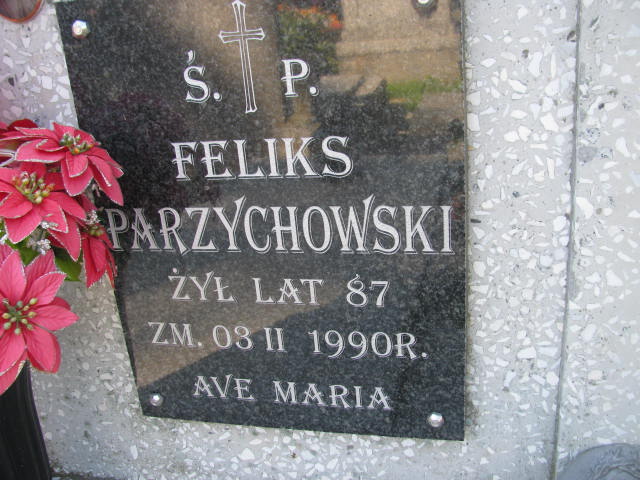 Ś. P.
FELIKS
PARZYCHOWSKI
ŻYŁ LAT 87
ZM. 03 II 1990R.
AVE MARIA